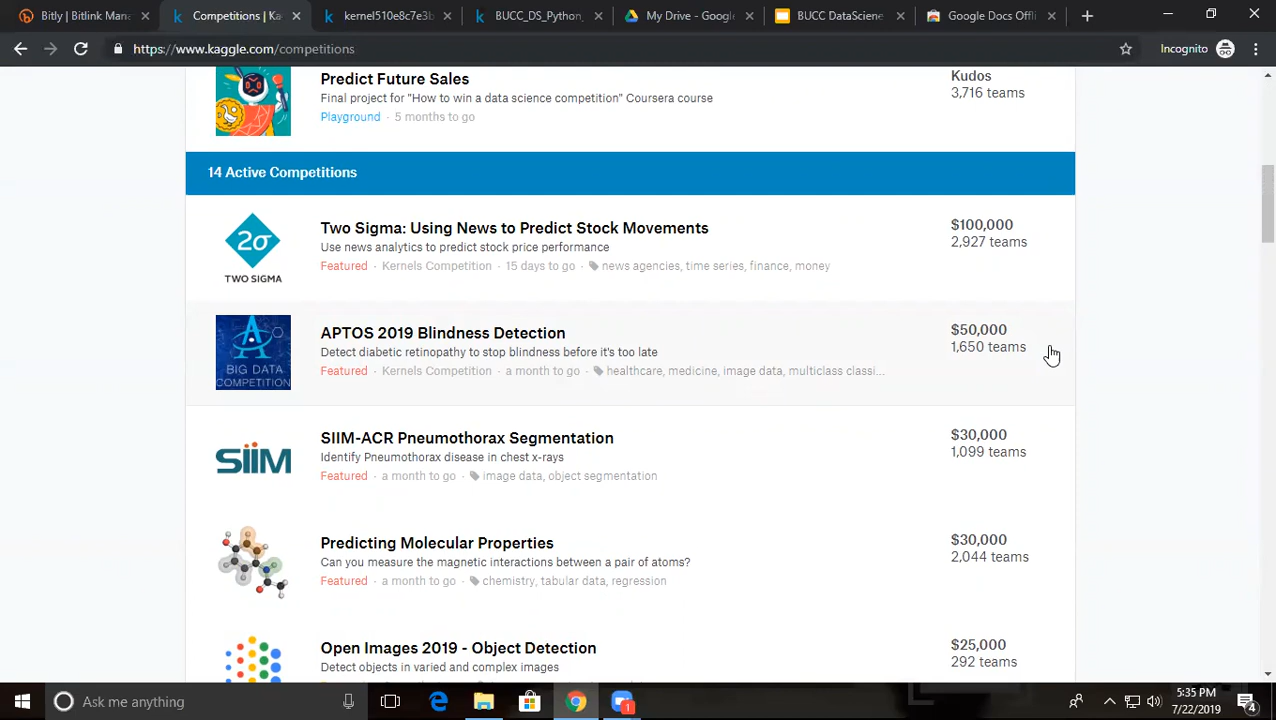 Bitly | Bitlink Man
Competitions | Ka
kernel510e8c7e3b
BUCC_DS_Python
My Drive - Google
BUCC DataScienc
Google Docs Offli
https://www.kaggle.com/competitions
Incognito
Predict Future Sales
Kudos
Final project for "How to win a data science competition" Coursera course
3,716 teams
Playground · 5 months to go
14 Active Competitions
Two Sigma: Using News to Predict Stock Movements
$100,000
Use news analytics to predict stock price performance
2,927 teams
Featured · Kernels Competition · 15 days to go · news agencies, time series, finance, money
2σ
TWO SIGMA
APTOS 2019 Blindness Detection
$50,000
Detect diabetic retinopathy to stop blindness before it's too late
1,650 teams
Featured · Kernels Competition · a month to go · healthcare, medicine, image data, multiclass classi...
BIG DATA
COMPETITION
SIIM-ACR Pneumothorax Segmentation
$30,000
Identify Pneumothorax disease in chest x-rays
1,099 teams
Featured · a month to go · image data, object segmentation
SIIM
Predicting Molecular Properties
$30,000
Can you measure the magnetic interactions between a pair of atoms?
2,044 teams
Featured · a month to go · chemistry, tabular data, regression
Open Images 2019 - Object Detection
$25,000
Detect objects in varied and complex images
292 teams
Ask me anything
1
5:35 PM
7/22/2019
4